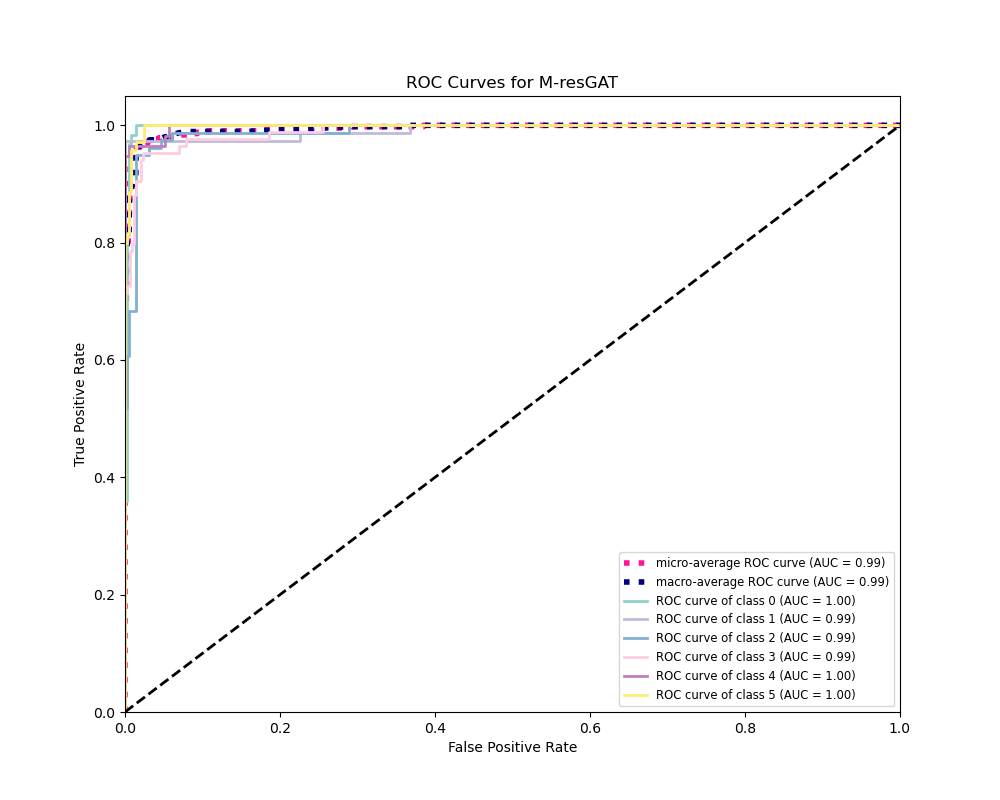 ROC Curves for M-resGAT
1.0
0.8
0.6
0.4
0.2
0.0
True Positive Rate
micro-average ROC curve (AUC = 0.99)
macro-average ROC curve (AUC = 0.99)
ROC curve of class 0 (AUC = 1.00)
ROC curve of class 1 (AUC = 0.99)
ROC curve of class 2 (AUC = 0.99)
ROC curve of class 3 (AUC = 0.99)
ROC curve of class 4 (AUC = 1.00)
ROC curve of class 5 (AUC = 1.00)
0.0 0.2 0.4 0.6 0.8 1.0
False Positive Rate